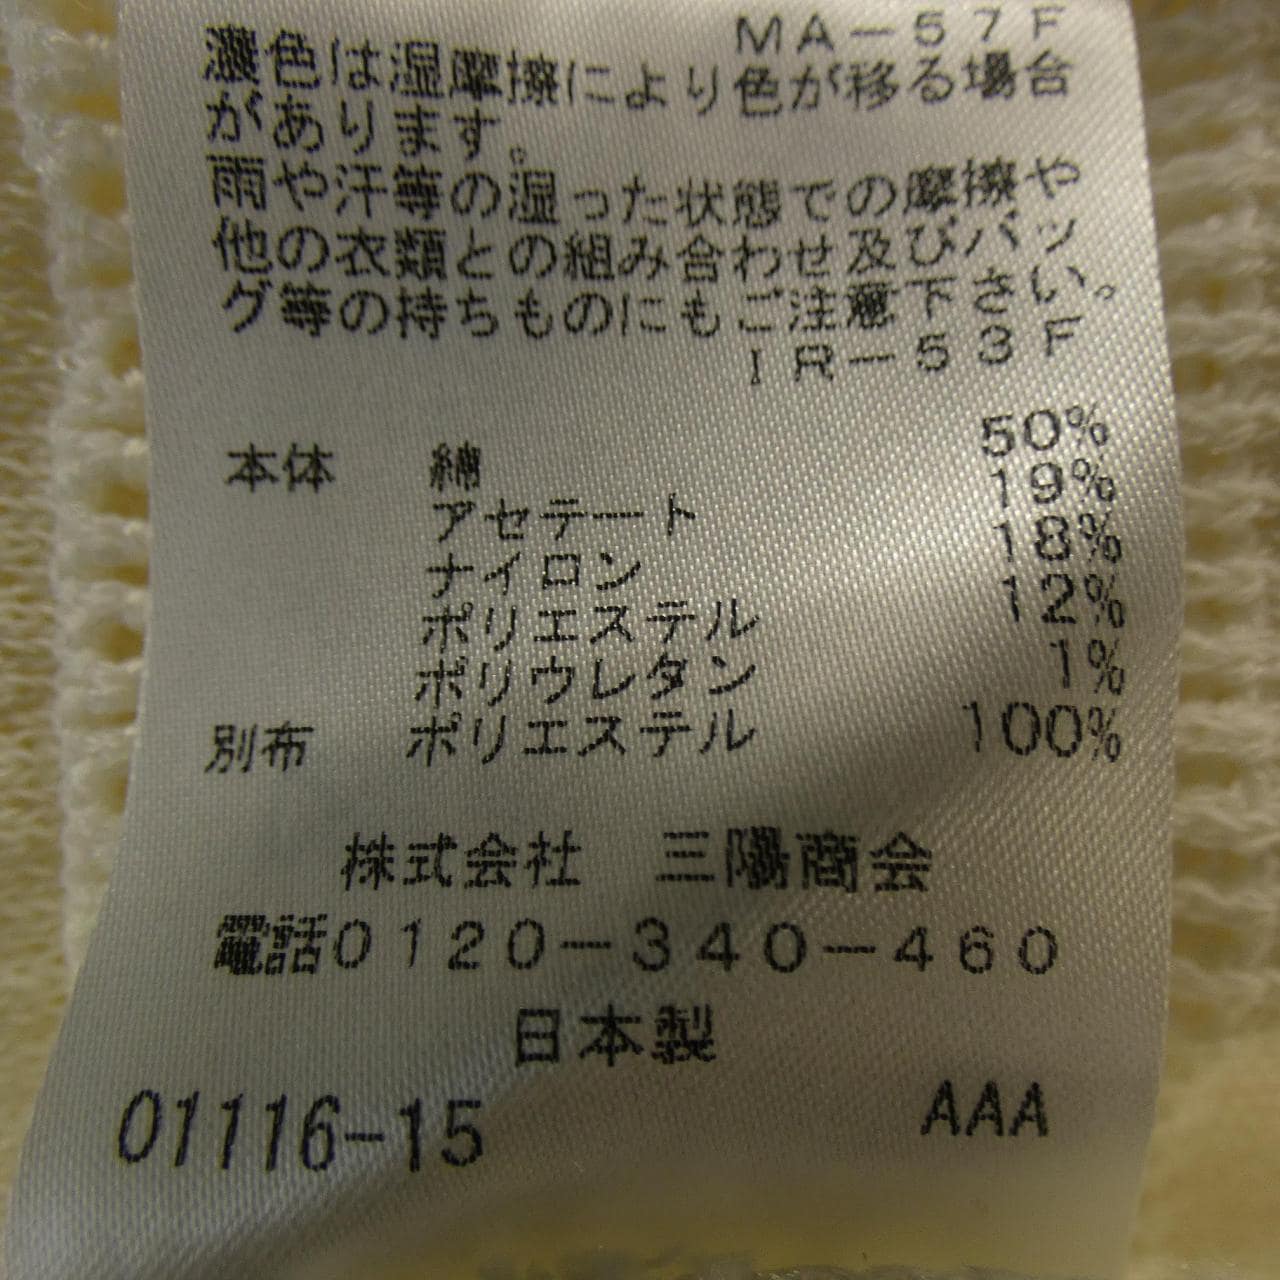 MA-57F
濃色は湿摩擦により色が移る場合
があります。
雨や汗等の湿った状態での摩擦や
他の衣類との組み合わせ及びバッ
グ等の持ちものにもご注意下さい。
IR-53F
本体 綿 50%
アセテート 19%
ナイロン 18%
ポリエステル 12%
ポリウレタン 1%
別布 ポリエステル 100%
株式会社 三陽商会
電話0120-340-460
日本製
01116-15 AAA